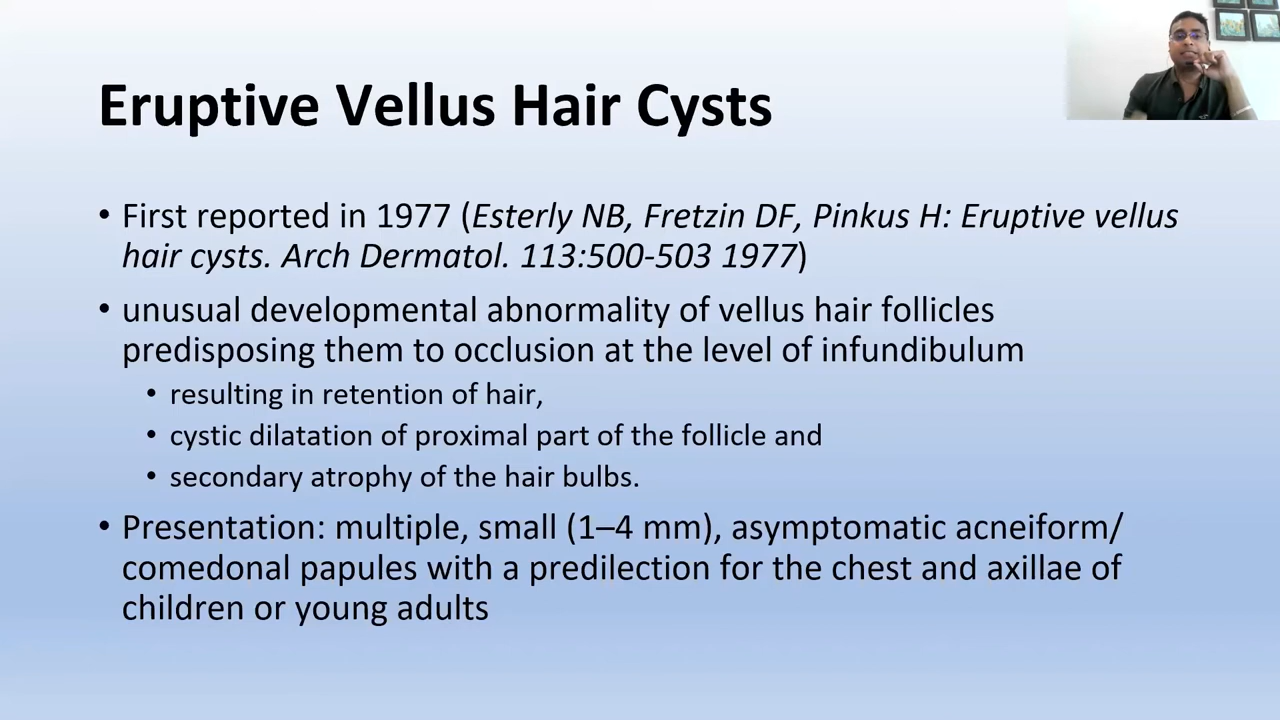 Eruptive Vellus Hair Cysts
• First reported in 1977 (Esterly NB, Fretzin DF, Pinkus H: Eruptive vellus
hair cysts. Arch Dermatol. 113:500-503 1977)
• unusual developmental abnormality of vellus hair follicles
predisposing them to occlusion at the level of infundibulum
• resulting in retention of hair,
• cystic dilatation of proximal part of the follicle and
• secondary atrophy of the hair bulbs.
• Presentation: multiple, small (1–4 mm), asymptomatic acneiform/
comedonal papules with a predilection for the chest and axillae of
children or young adults